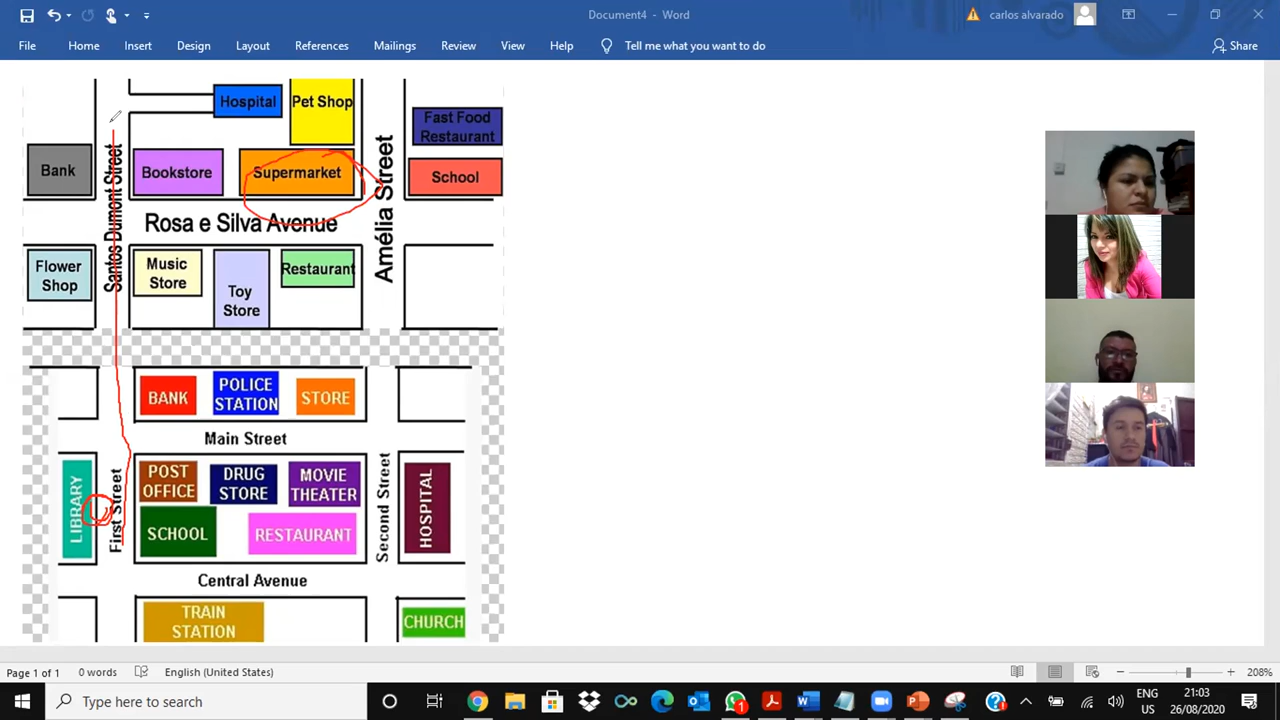 Document4 - Word
carlos alvarado
File Home Insert Design Layout References Mailings Review View Help Tell me what you want to do Share
Hospital
Pet Shop
Fast Food
Restaurant
Bank
Santos Dumont Street
Bookstore
Supermarket
Amélia Street
School
Rosa e Silva Avenue
Flower
Shop
Music
Store
Toy
Store
Restaurant
BANK
POLICE
STATION
STORE
Main Street
LIBRARY
First Street
POST
OFFICE
DRUG
STORE
MOVIE
THEATER
Second Street
HOSPITAL
SCHOOL
RESTAURANT
Central Avenue
TRAIN
STATION
CHURCH
Page 1 of 1 0 words English (United States) 208%
Type here to search
1
ENG
US
21:03
26/08/2020